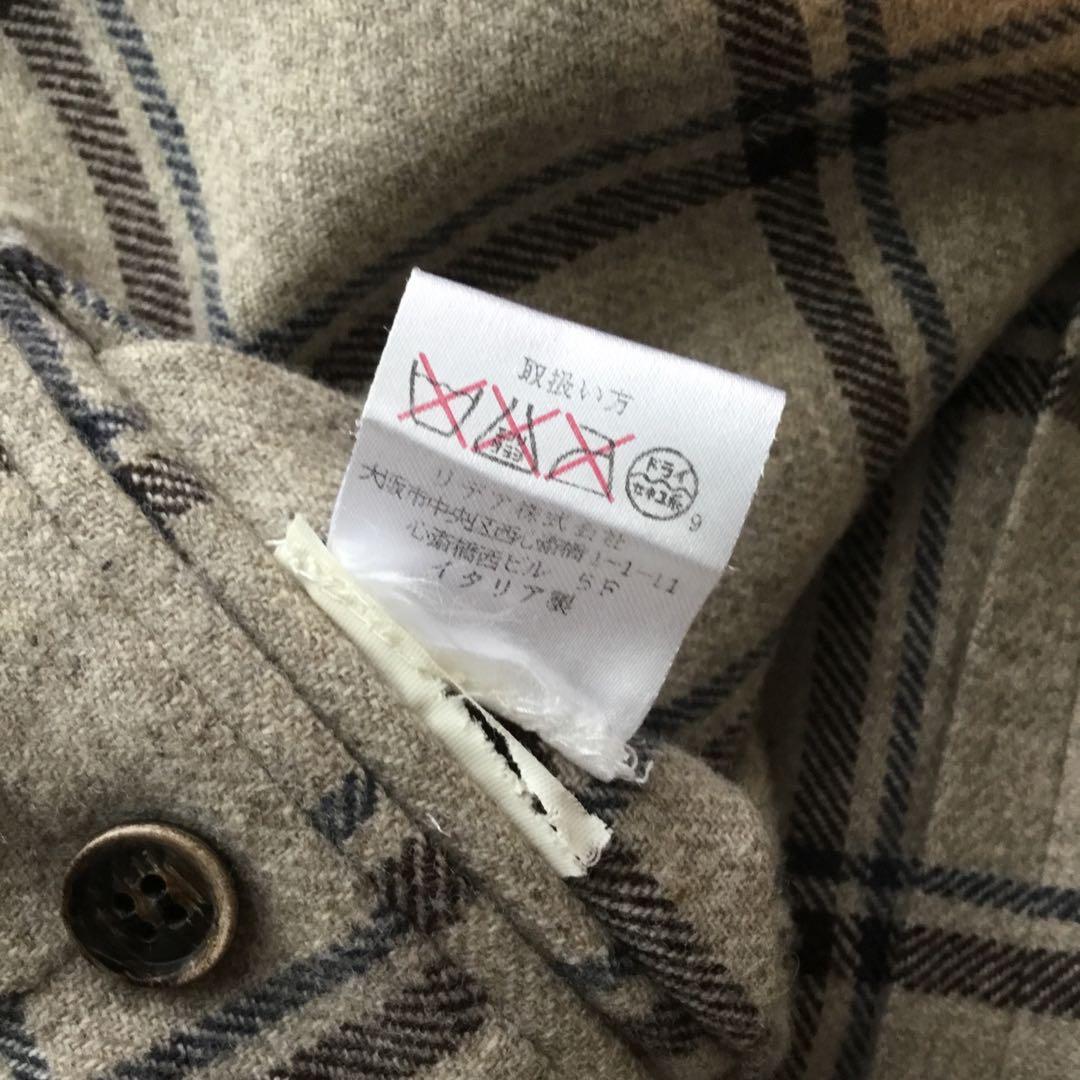 取扱い方
ドライ
セキユ系
9
リデア株式会社
大阪市中央区西心斎橋1-1-11
心斎橋西ビル 5F
イタリア製